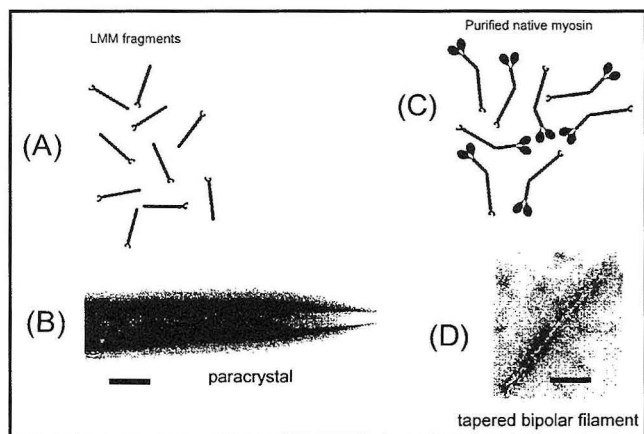 LMM fragments
Purified native myosin
(A)
(C)
(B)
(D)
paracrystal
tapered bipolar filament